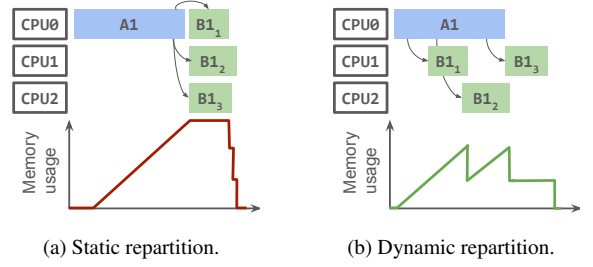 CPU0 A1 B1₁
CPU1 B1₂
CPU2 B1₃
Memory
usage
(a) Static repartition.
CPU0 A1
CPU1 B1₁ B1₃
CPU2 B1₂
Memory
usage
(b) Dynamic repartition.